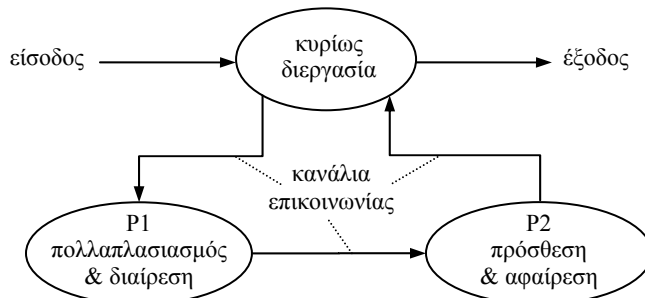 κυρίως
διεργασία
είσοδος
έξοδος
κανάλια
επικοινωνίας
P1
πολλαπλασιασμός
& διαίρεση
P2
πρόσθεση
& αφαίρεση